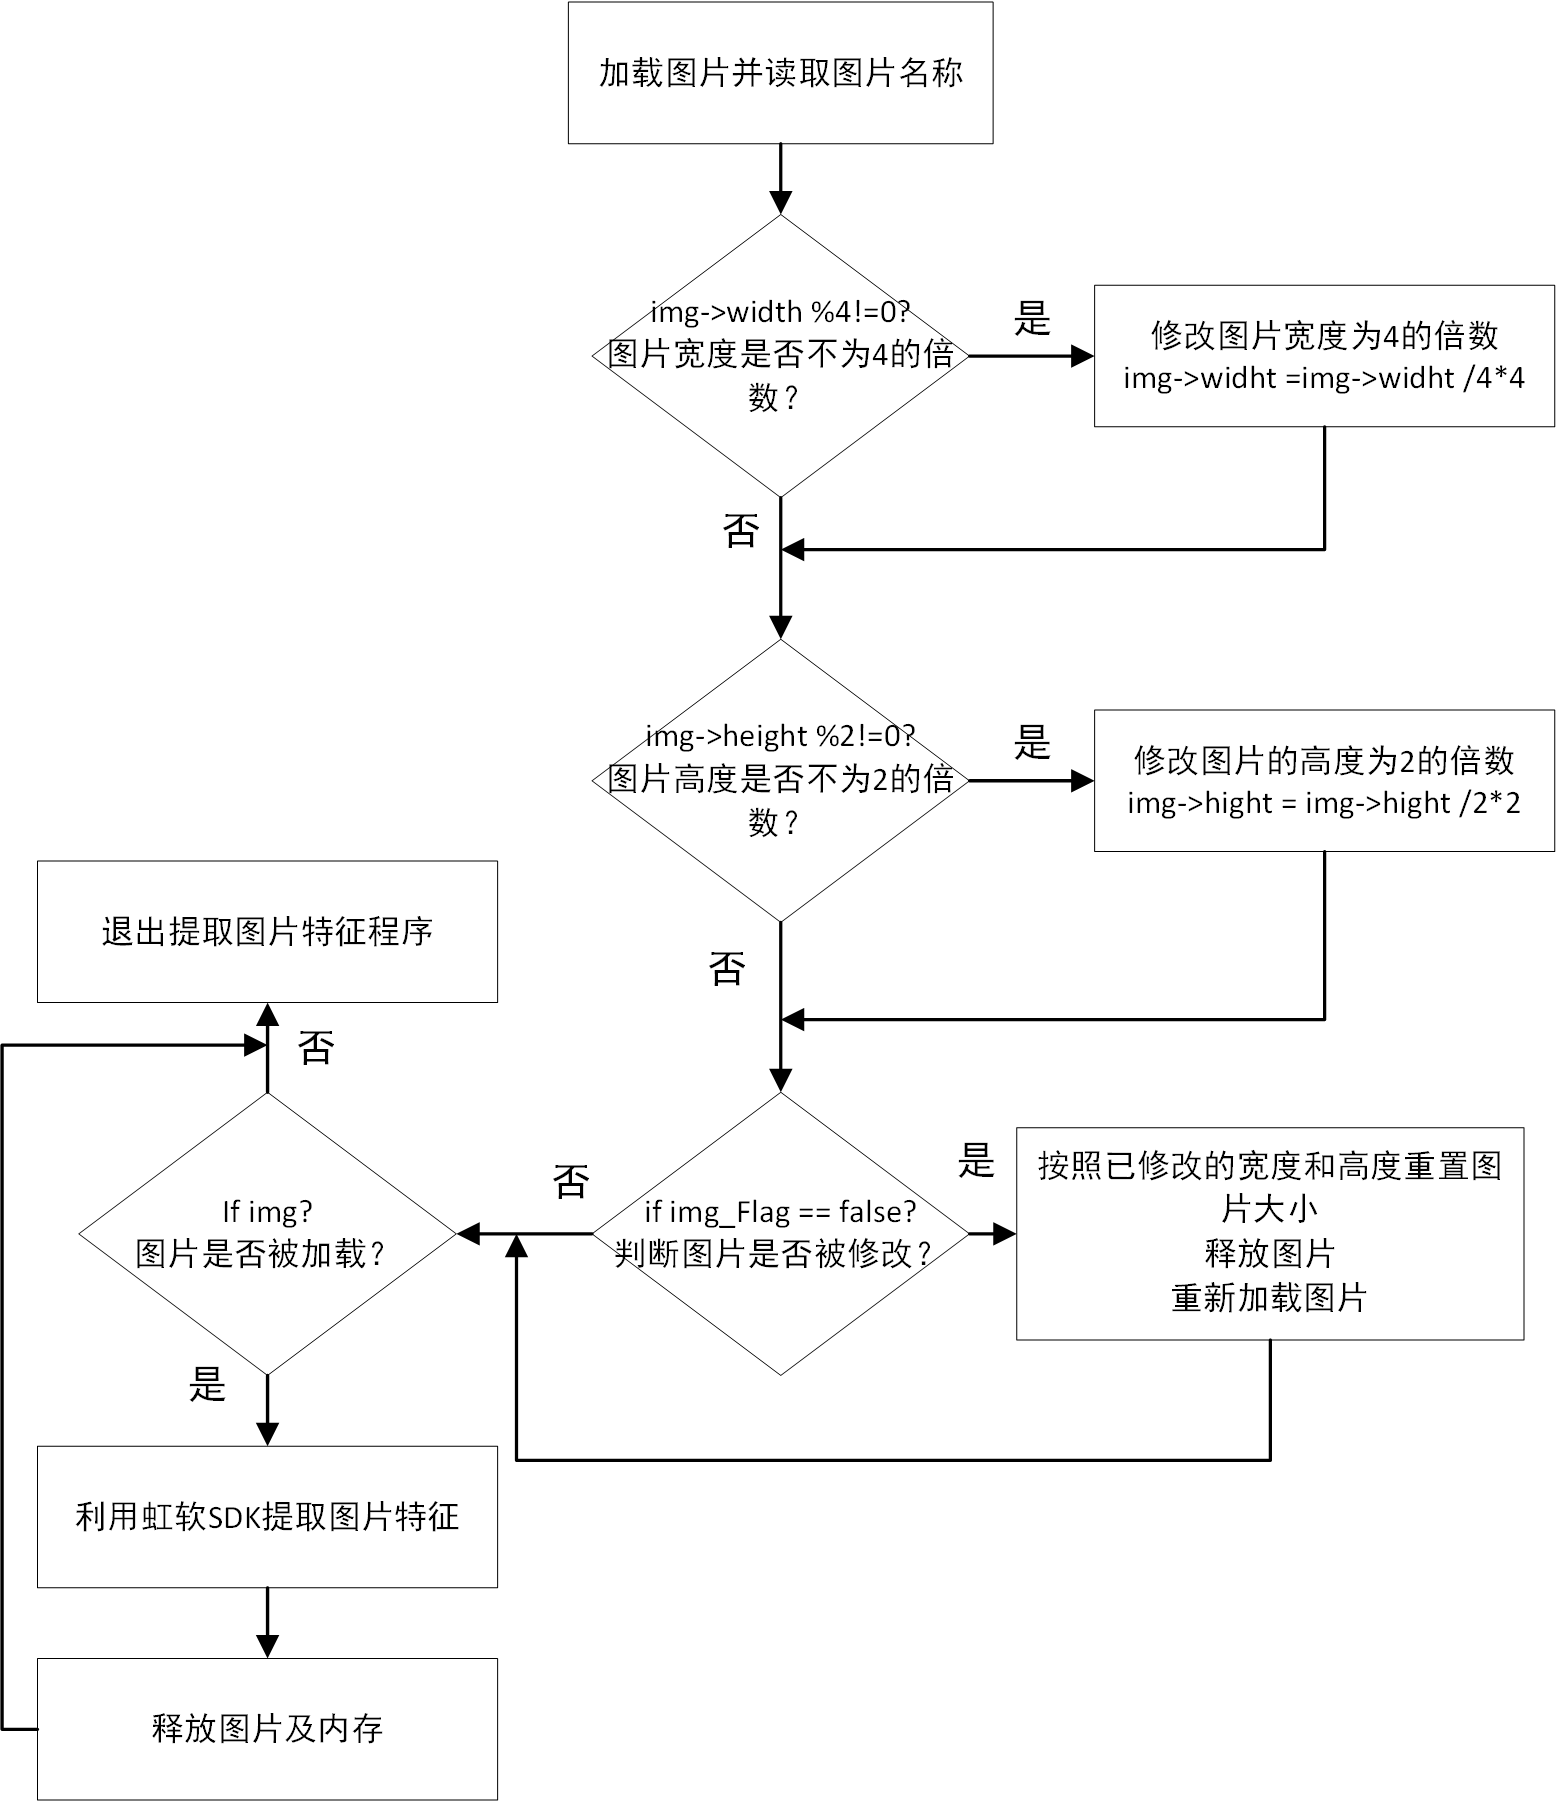 加载图片并读取图片名称
img->width %4!=0?
图片宽度是否不为4的倍
数？
是
修改图片宽度为4的倍数
img->widht =img->widht /4*4
否
img->height %2!=0?
图片高度是否不为2的倍
数？
是
修改图片的高度为2的倍数
img->hight = img->hight /2*2
否
if img_Flag == false?
判断图片是否被修改？
是
按照已修改的宽度和高度重置图
片大小
释放图片
重新加载图片
否
If img?
图片是否被加载？
否
退出提取图片特征程序
是
利用虹软SDK提取图片特征
释放图片及内存